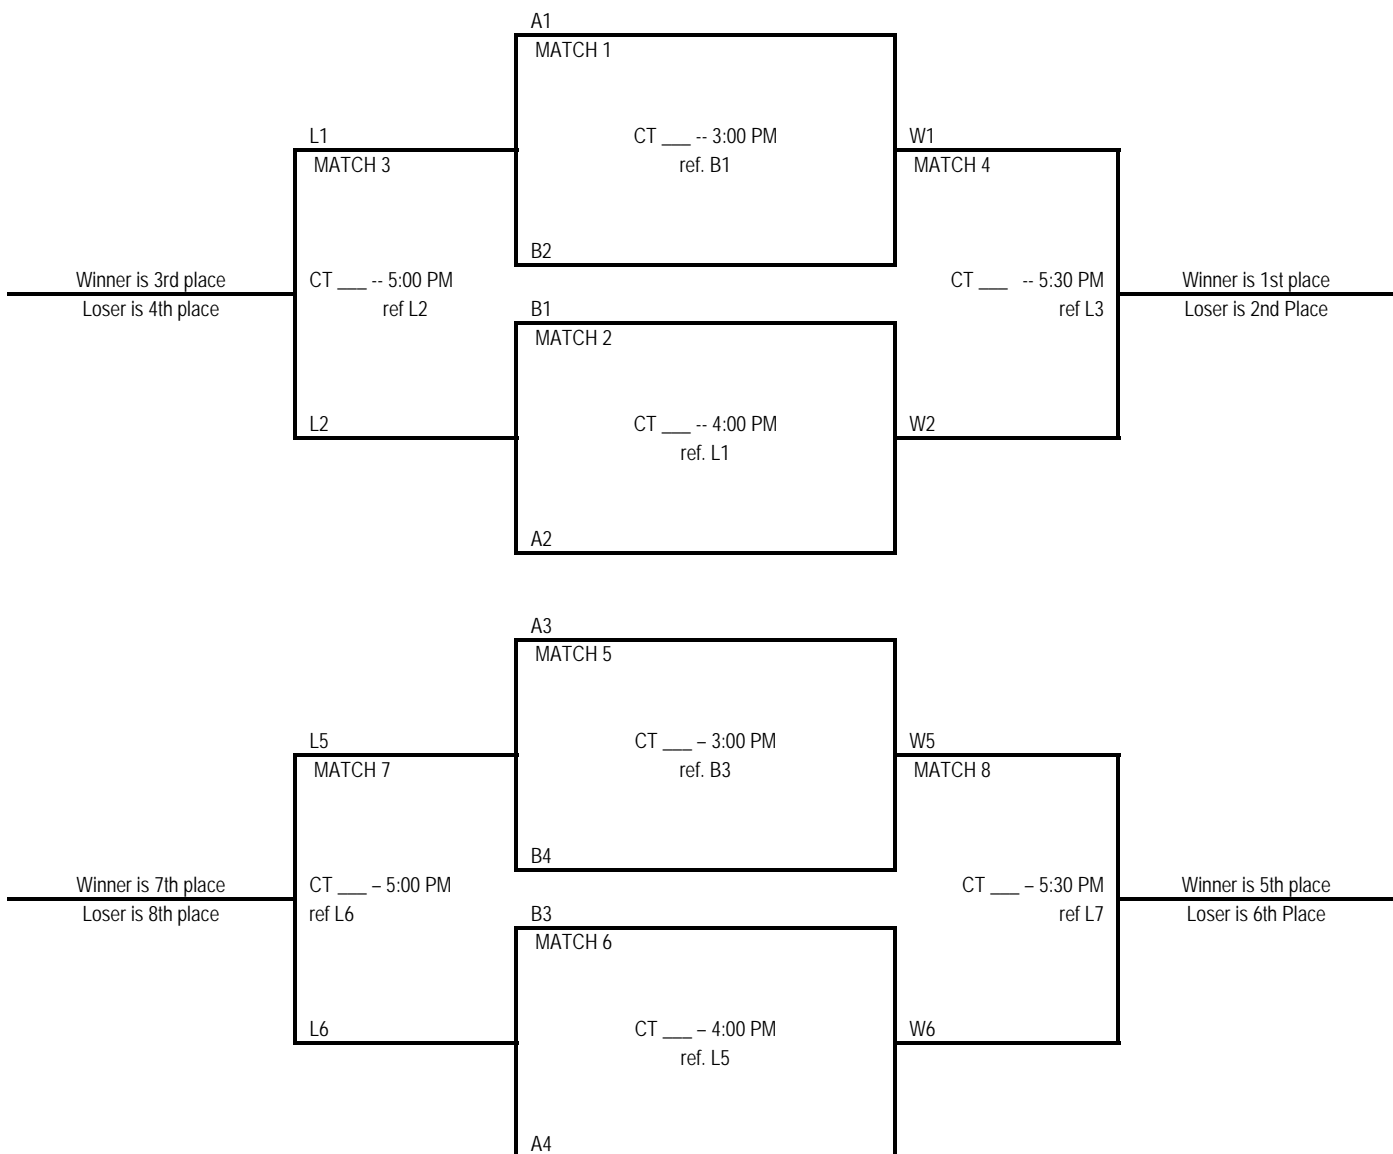 A1
MATCH 1
L1
CT ___ -- 3:00 PM
W1
MATCH 3
ref. B1
MATCH 4
B2
Winner is 3rd place
CT ___ -- 5:00 PM
CT ___ -- 5:30 PM
Winner is 1st place
Loser is 4th place
ref L2
B1
ref L3
Loser is 2nd Place
MATCH 2
L2
CT ___ -- 4:00 PM
W2
ref. L1
A2
A3
MATCH 5
L5
CT ___ – 3:00 PM
W5
MATCH 7
ref. B3
MATCH 8
B4
Winner is 7th place
CT ___ – 5:00 PM
CT ___ – 5:30 PM
Winner is 5th place
Loser is 8th place
ref L6
B3
ref L7
Loser is 6th Place
MATCH 6
L6
CT ___ – 4:00 PM
W6
ref. L5
A4